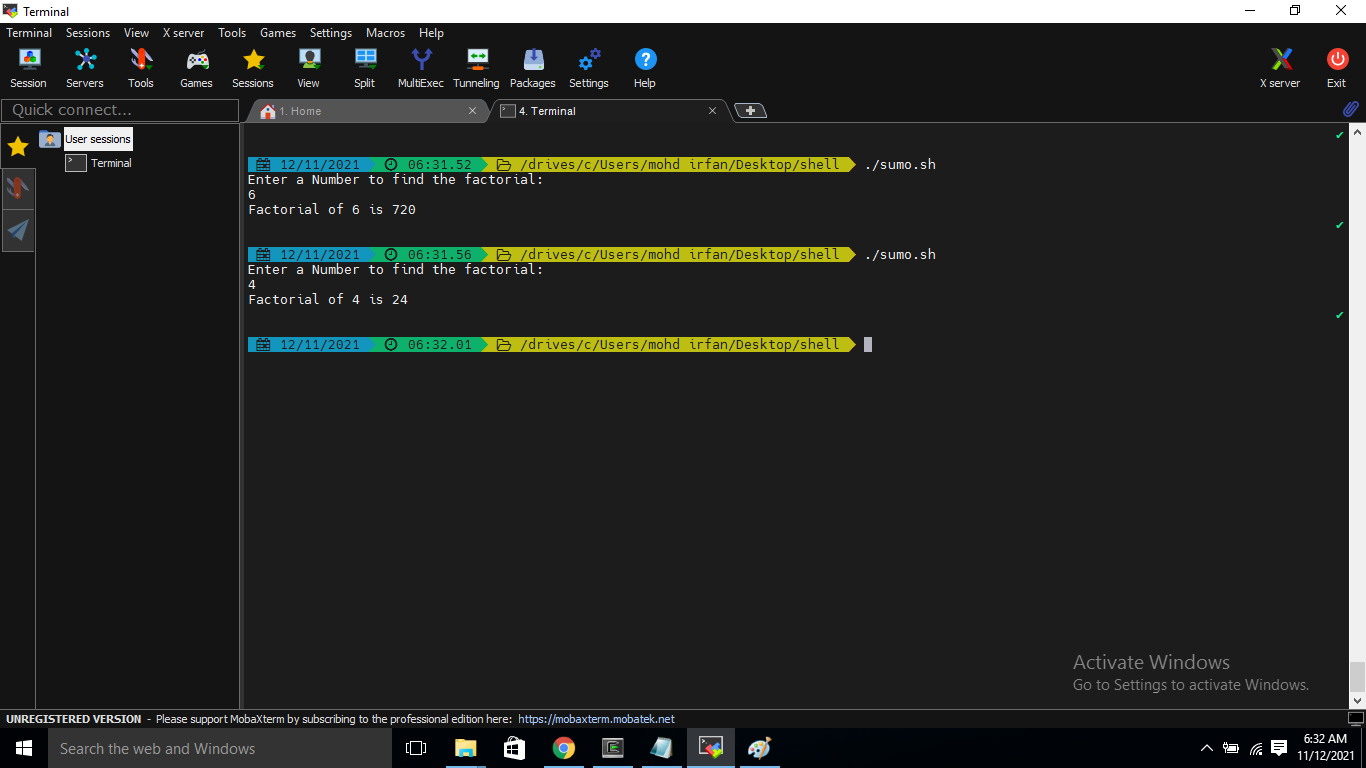 Terminal
Terminal Sessions View X server Tools Games Settings Macros Help
Session Servers Tools Games Sessions View Split MultiExec Tunneling Packages Settings Help X server Exit
Quick connect...
1. Home
4. Terminal
User sessions
Terminal
12/11/2021 06:31.52 /drives/c/Users/mohd irfan/Desktop/shell ./sumo.sh
Enter a Number to find the factorial:
6
Factorial of 6 is 720
12/11/2021 06:31.56 /drives/c/Users/mohd irfan/Desktop/shell ./sumo.sh
Enter a Number to find the factorial:
4
Factorial of 4 is 24
12/11/2021 06:32.01 /drives/c/Users/mohd irfan/Desktop/shell
Activate Windows
Go to Settings to activate Windows.
UNREGISTERED VERSION - Please support MobaXterm by subscribing to the professional edition here: https://mobaxterm.mobatek.net
Search the web and Windows
6:32 AM
11/12/2021